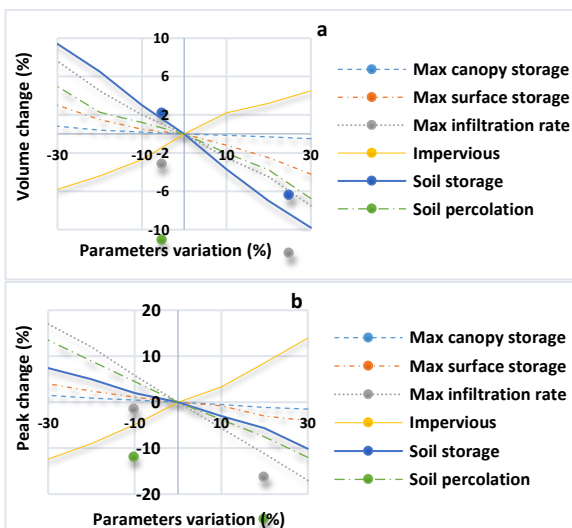 a
10
6
2
-2
-6
-10
-30
-10
10
30
Volume change (%)
Parameters variation (%)
Max canopy storage
Max surface storage
Max infiltration rate
Impervious
Soil storage
Soil percolation
b
20
10
0
-10
-20
-30
-10
10
30
Peak change (%)
Parameters variation (%)
Max canopy storage
Max surface storage
Max infiltration rate
Impervious
Soil storage
Soil percolation